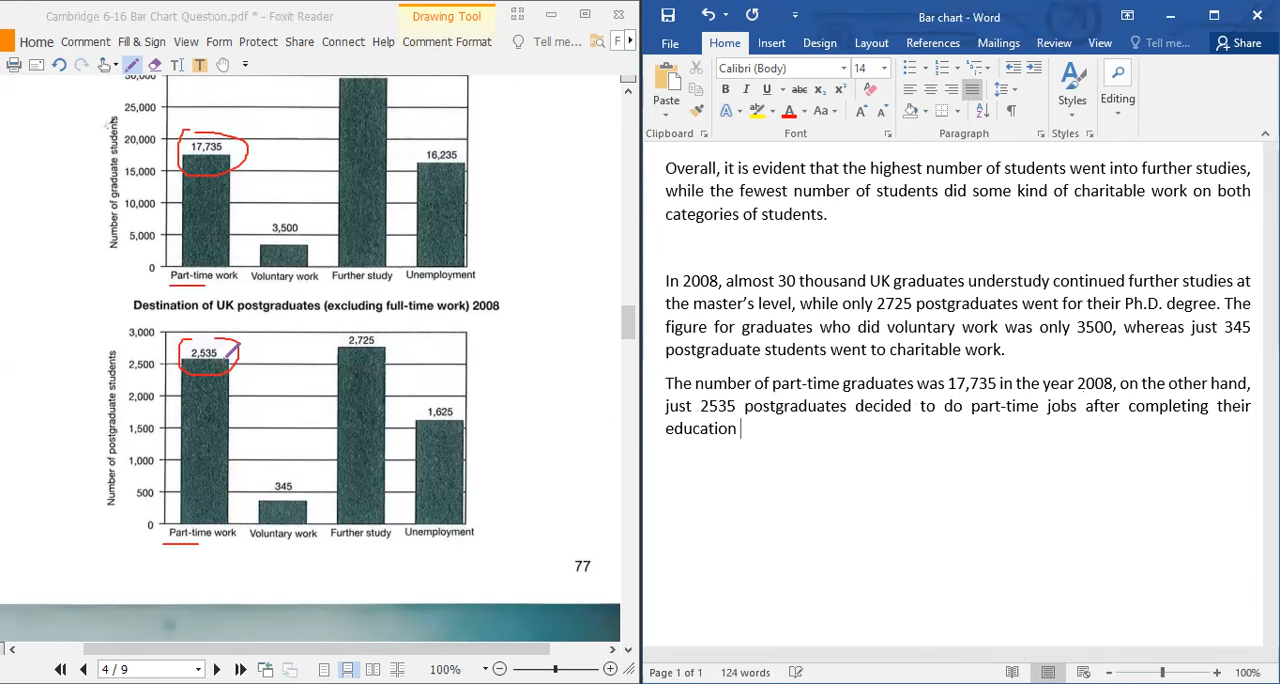 Cambridge 6-16 Bar Chart Question.pdf * - Foxit Reader
Drawing Tool
Home Comment Fill & Sign View Form Protect Share Connect Help Comment Format Tell me... F
30,000
25,000
20,000
15,000
10,000
5,000
0
Number of graduate students
17,735
3,500
16,235
Part-time work Voluntary work Further study Unemployment
Destination of UK postgraduates (excluding full-time work) 2008
3,000
2,500
2,000
1,500
1,000
500
0
Number of postgraduate students
2,535
345
2,725
1,625
Part-time work Voluntary work Further study Unemployment
77
4 / 9
100%
Bar chart - Word
File Home Insert Design Layout References Mailings Review View Tell me... Share
Calibri (Body) 14
Paste
B I U abc x₂ x²
A A Aa A A
Styles
Editing
Clipboard Font Paragraph Styles
Overall, it is evident that the highest number of students went into further studies,
while the fewest number of students did some kind of charitable work on both
categories of students.
In 2008, almost 30 thousand UK graduates understudy continued further studies at
the master's level, while only 2725 postgraduates went for their Ph.D. degree. The
figure for graduates who did voluntary work was only 3500, whereas just 345
postgraduate students went to charitable work.
The number of part-time graduates was 17,735 in the year 2008, on the other hand,
just 2535 postgraduates decided to do part-time jobs after completing their
education
Page 1 of 1 124 words
100%